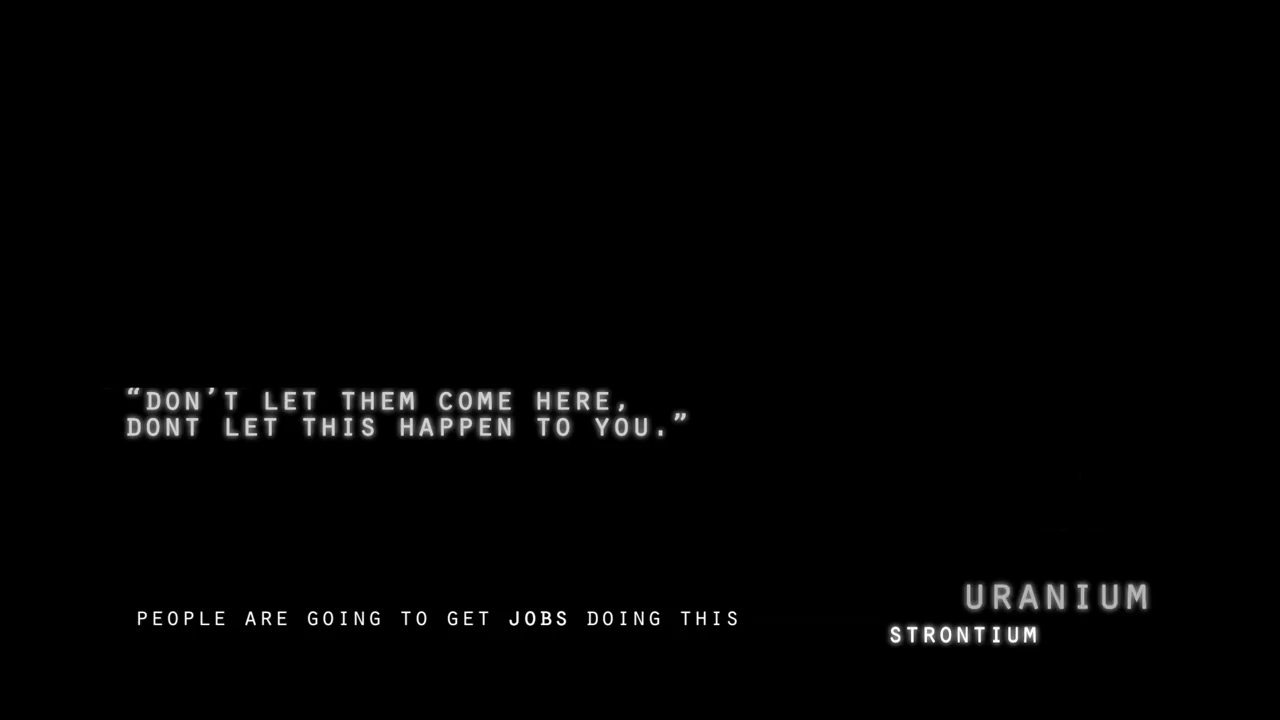 “DON’T LET THEM COME HERE,
DONT LET THIS HAPPEN TO YOU.”
URANIUM
PEOPLE ARE GOING TO GET JOBS DOING THIS
STRONTIUM